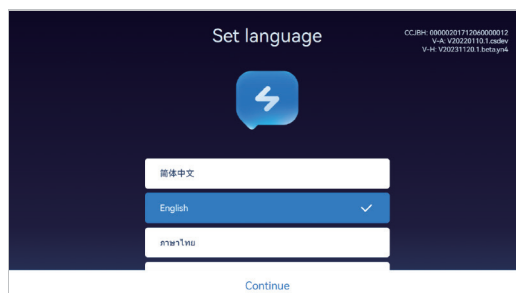 Set language
CCJBH: 00000201712060000012
V-A: V20220110.1.csdev
V-H: V20231120.1.beta.yn4
简体中文
English
ภาษาไทย
Continue